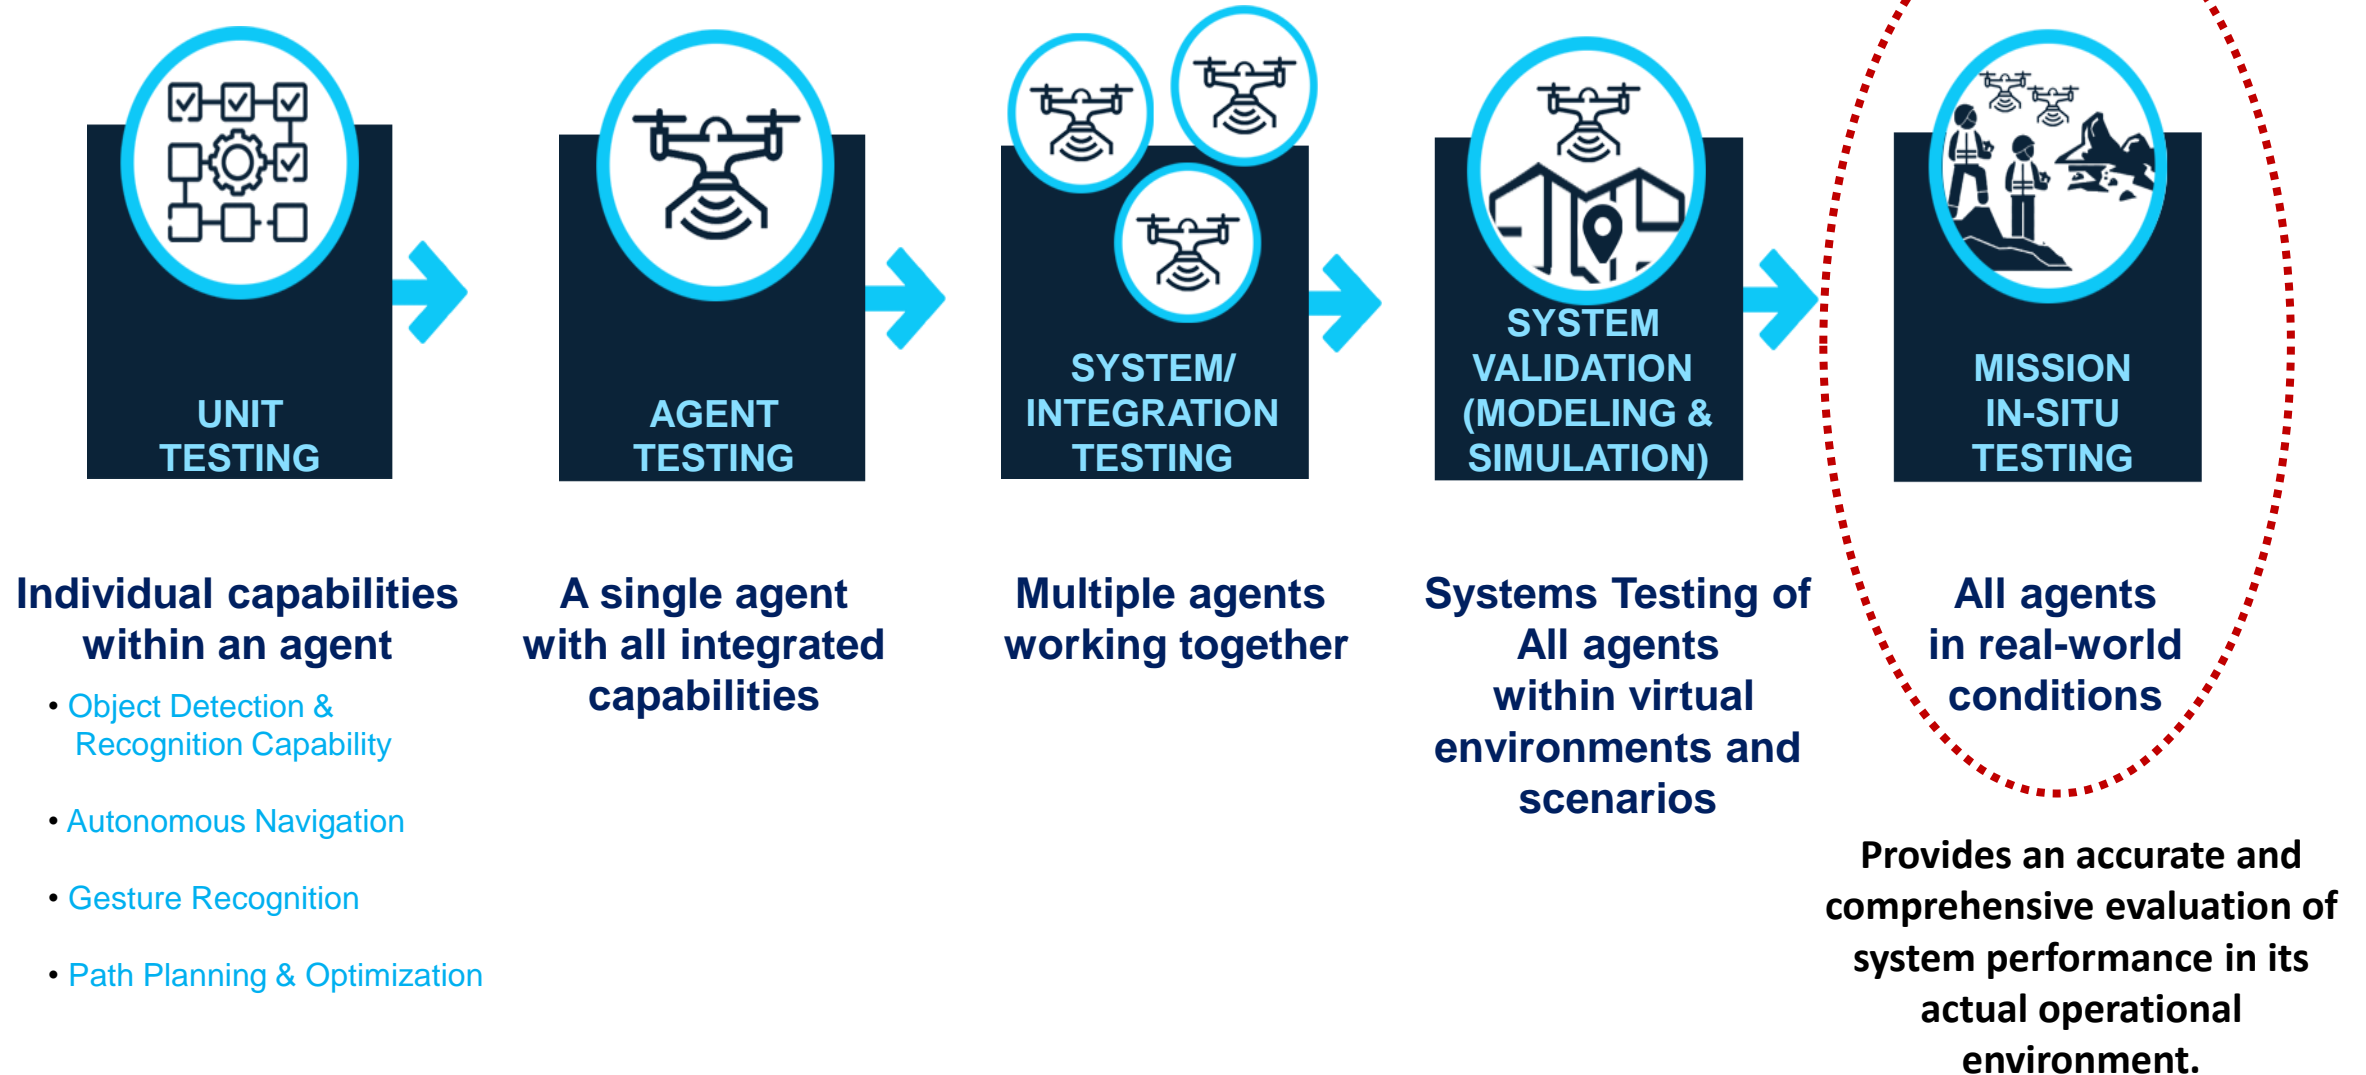 UNIT
TESTING
AGENT
TESTING
SYSTEM/
INTEGRATION
TESTING
SYSTEM
VALIDATION
(MODELING &
SIMULATION)
MISSION
IN-SITU
TESTING
Individual capabilities
within an agent
• Object Detection &
Recognition Capability
• Autonomous Navigation
• Gesture Recognition
• Path Planning & Optimization
A single agent
with all integrated
capabilities
Multiple agents
working together
Systems Testing of
All agents
within virtual
environments and
scenarios
All agents
in real-world
conditions
Provides an accurate and
comprehensive evaluation of
system performance in its
actual operational
environment.